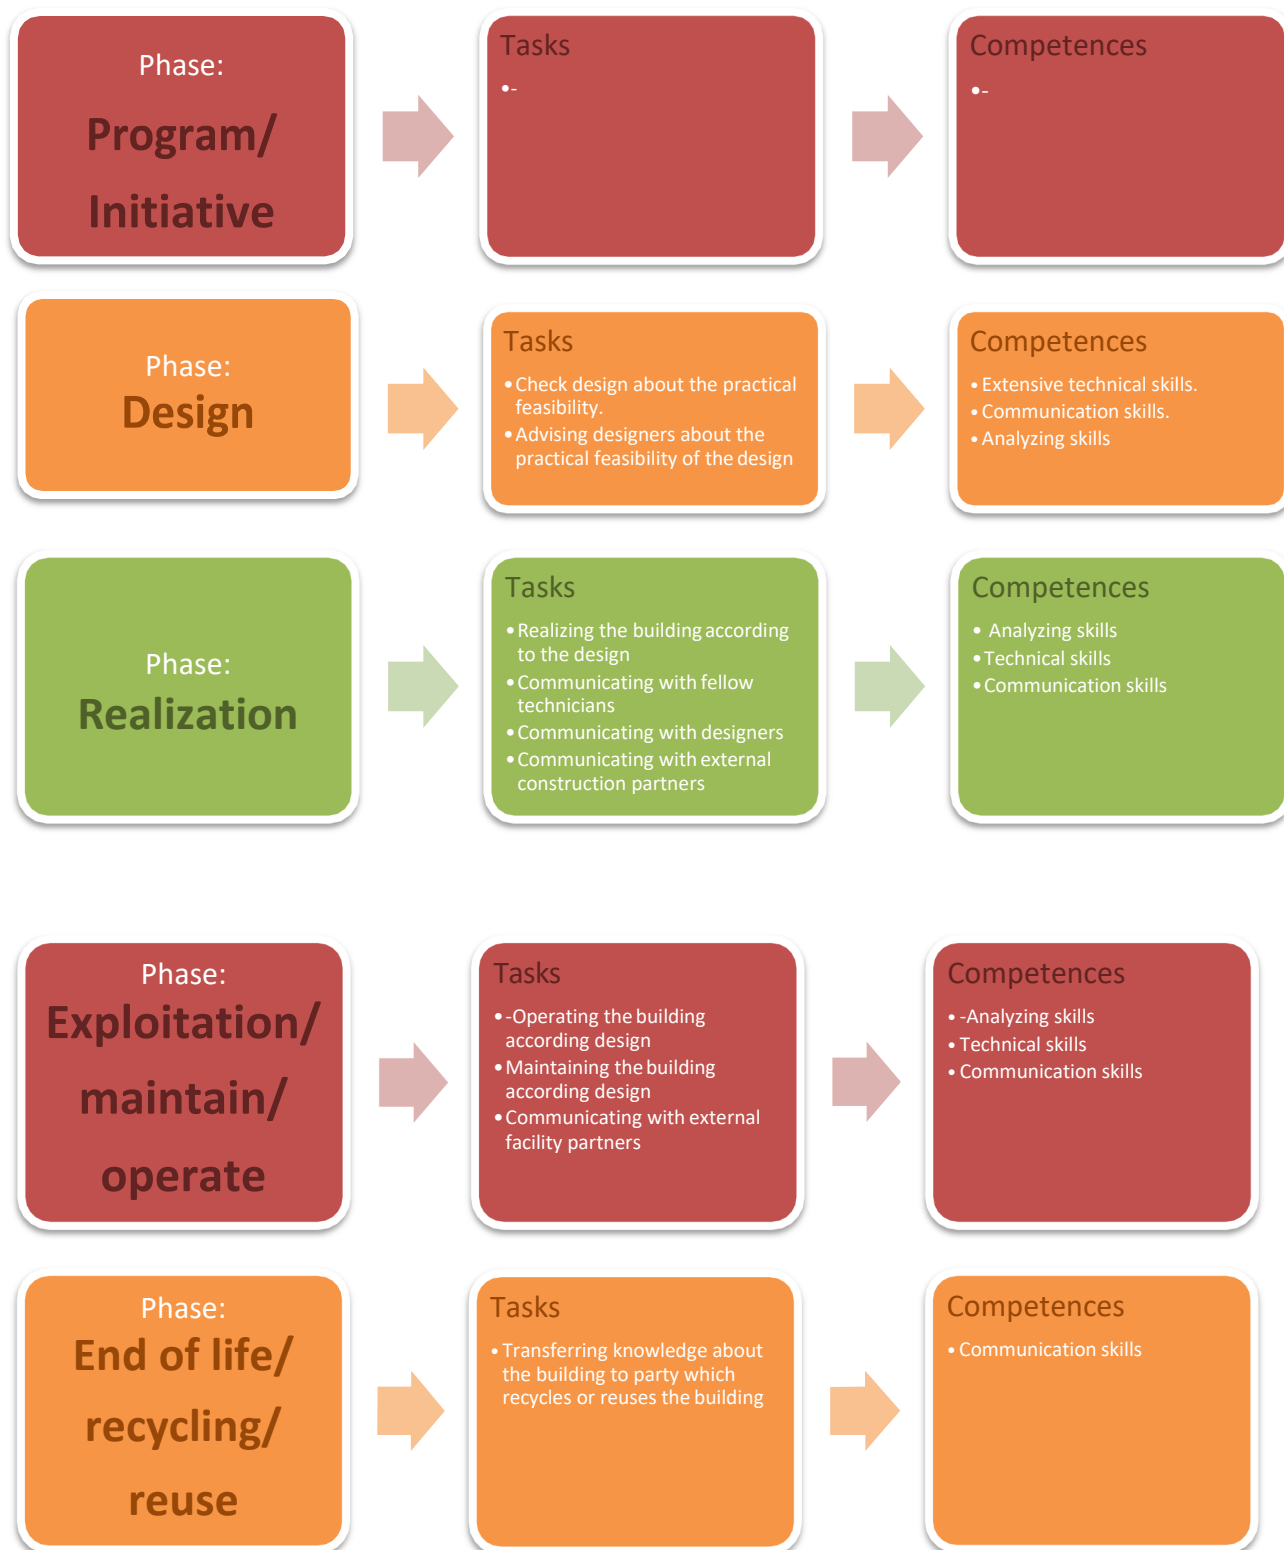 Phase:
Program/
Initiative
Tasks
•-
Competences
•-
Phase:
Design
Tasks
•Check design about the practical
feasibility.
•Advising designers about the
practical feasibility of the design
Competences
•Extensive technical skills.
•Communication skills.
•Analyzing skills
Phase:
Realization
Tasks
•Realizing the building according
to the design
•Communicating with fellow
technicians
•Communicating with designers
•Communicating with external
construction partners
Competences
• Analyzing skills
•Technical skills
•Communication skills
Phase:
Exploitation/
maintain/
operate
Tasks
•-Operating the building
according design
•Maintaining the building
according design
•Communicating with external
facility partners
Competences
•-Analyzing skills
•Technical skills
•Communication skills
Phase:
End of life/
recycling/
reuse
Tasks
•Transferring knowledge about
the building to party which
recycles or reuses the building
Competences
•Communication skills